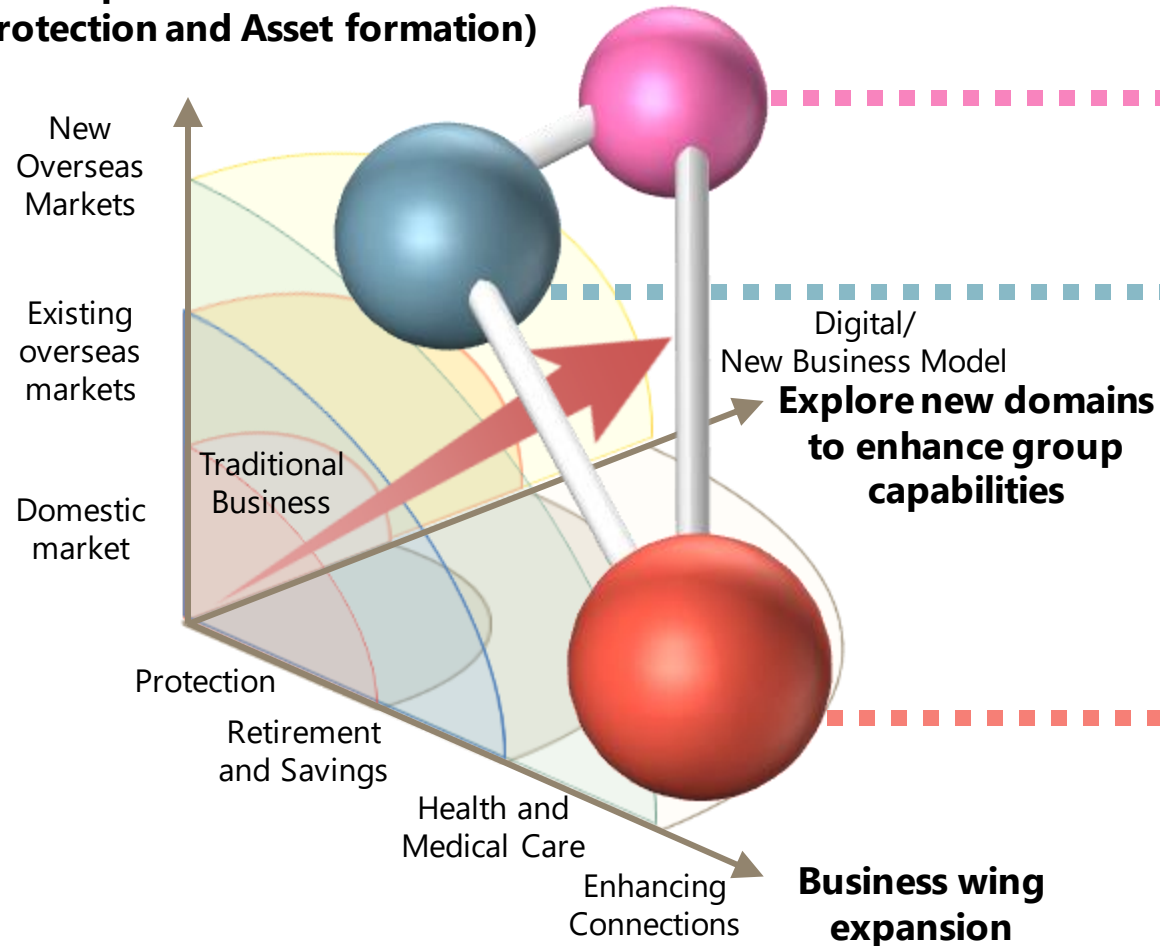 rotection and Asset formation)
New
Overseas
Markets
Existing
overseas
markets
Digital/
New Business Model
Explore new domains
to enhance group
capabilities
Traditional
Business
Domestic
market
Protection
Retirement
and Savings
Health and
Medical Care
Enhancing
Connections
Business wing
expansion